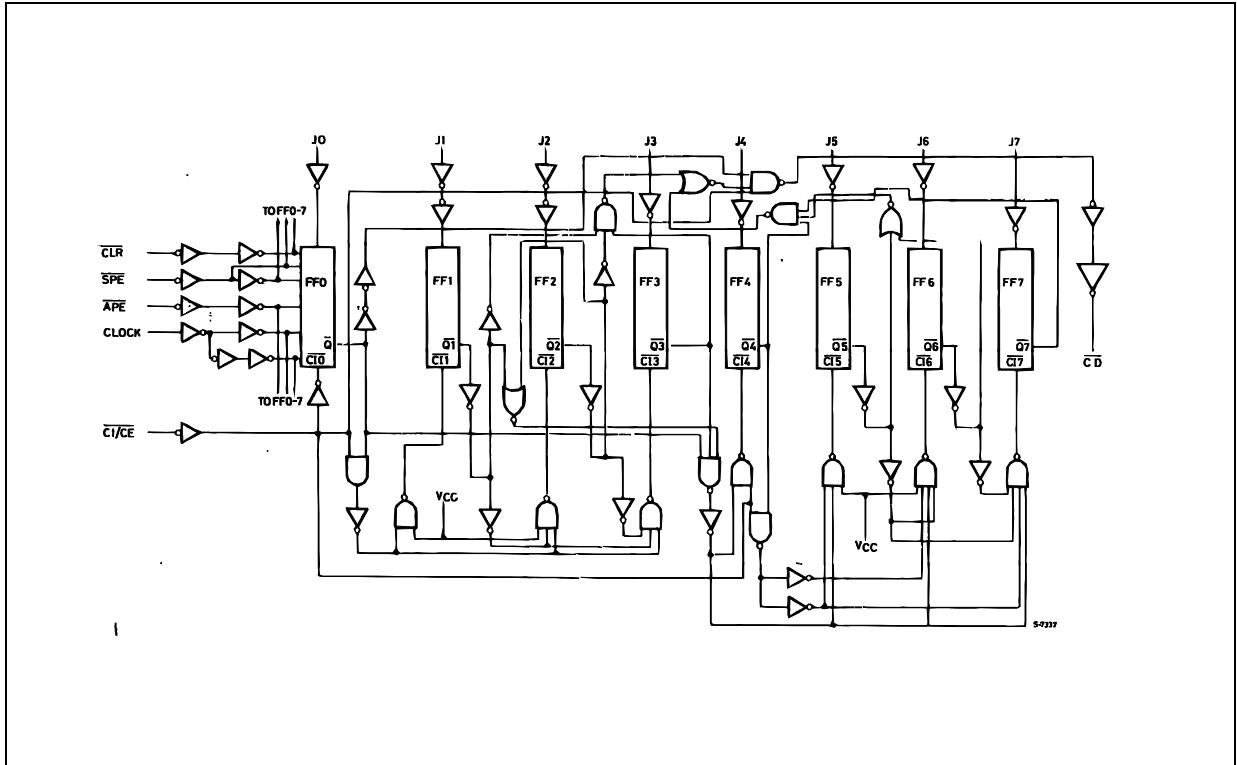 J0 J1 J2 J3 J4 J5 J6 J7
TO FF0-7
CLR
SPE
APE
CLOCK
CI/CE
FF0 FF1 FF2 FF3 FF4 FF5 FF6 FF7
Q Q1 Q2 Q3 Q4 Q5 Q6 Q7
CI0 CI1 CI2 CI3 CI4 CI5 CI6 CI7
CD
TO FF0-7
VCC
VCC
S-7337